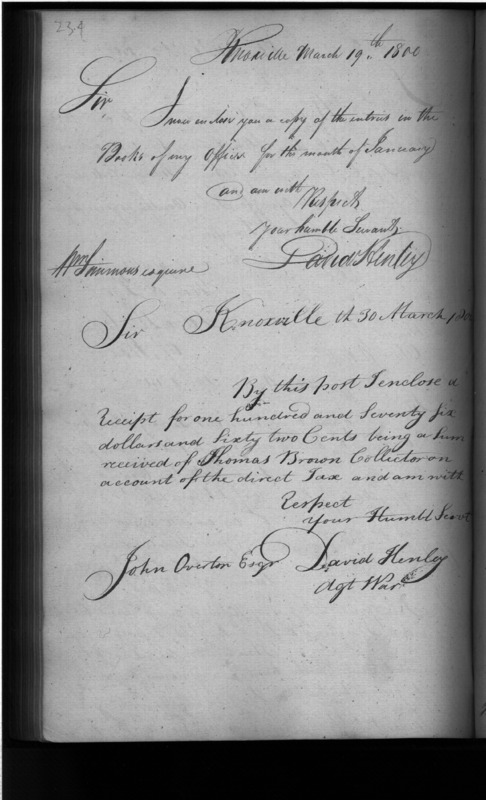 234
Knoxville March 19th 1800
Sir
I now enclose you a copy of the entries in the
Books of my Office for the month of January
and am with
Respect
your humble Servant
David Henley
Wm Simmons esquire
Knoxville th 30 March 180
Sir
By this post I enclose a
Receipt for one hundred and Seventy Six
dollars and Sixty two Cents being a Sum
received of Thomas Brown Collector on
account of the direct Tax and am with
Respect
your Humbl Servt
John Overton Esqr
David Henley
Agt War